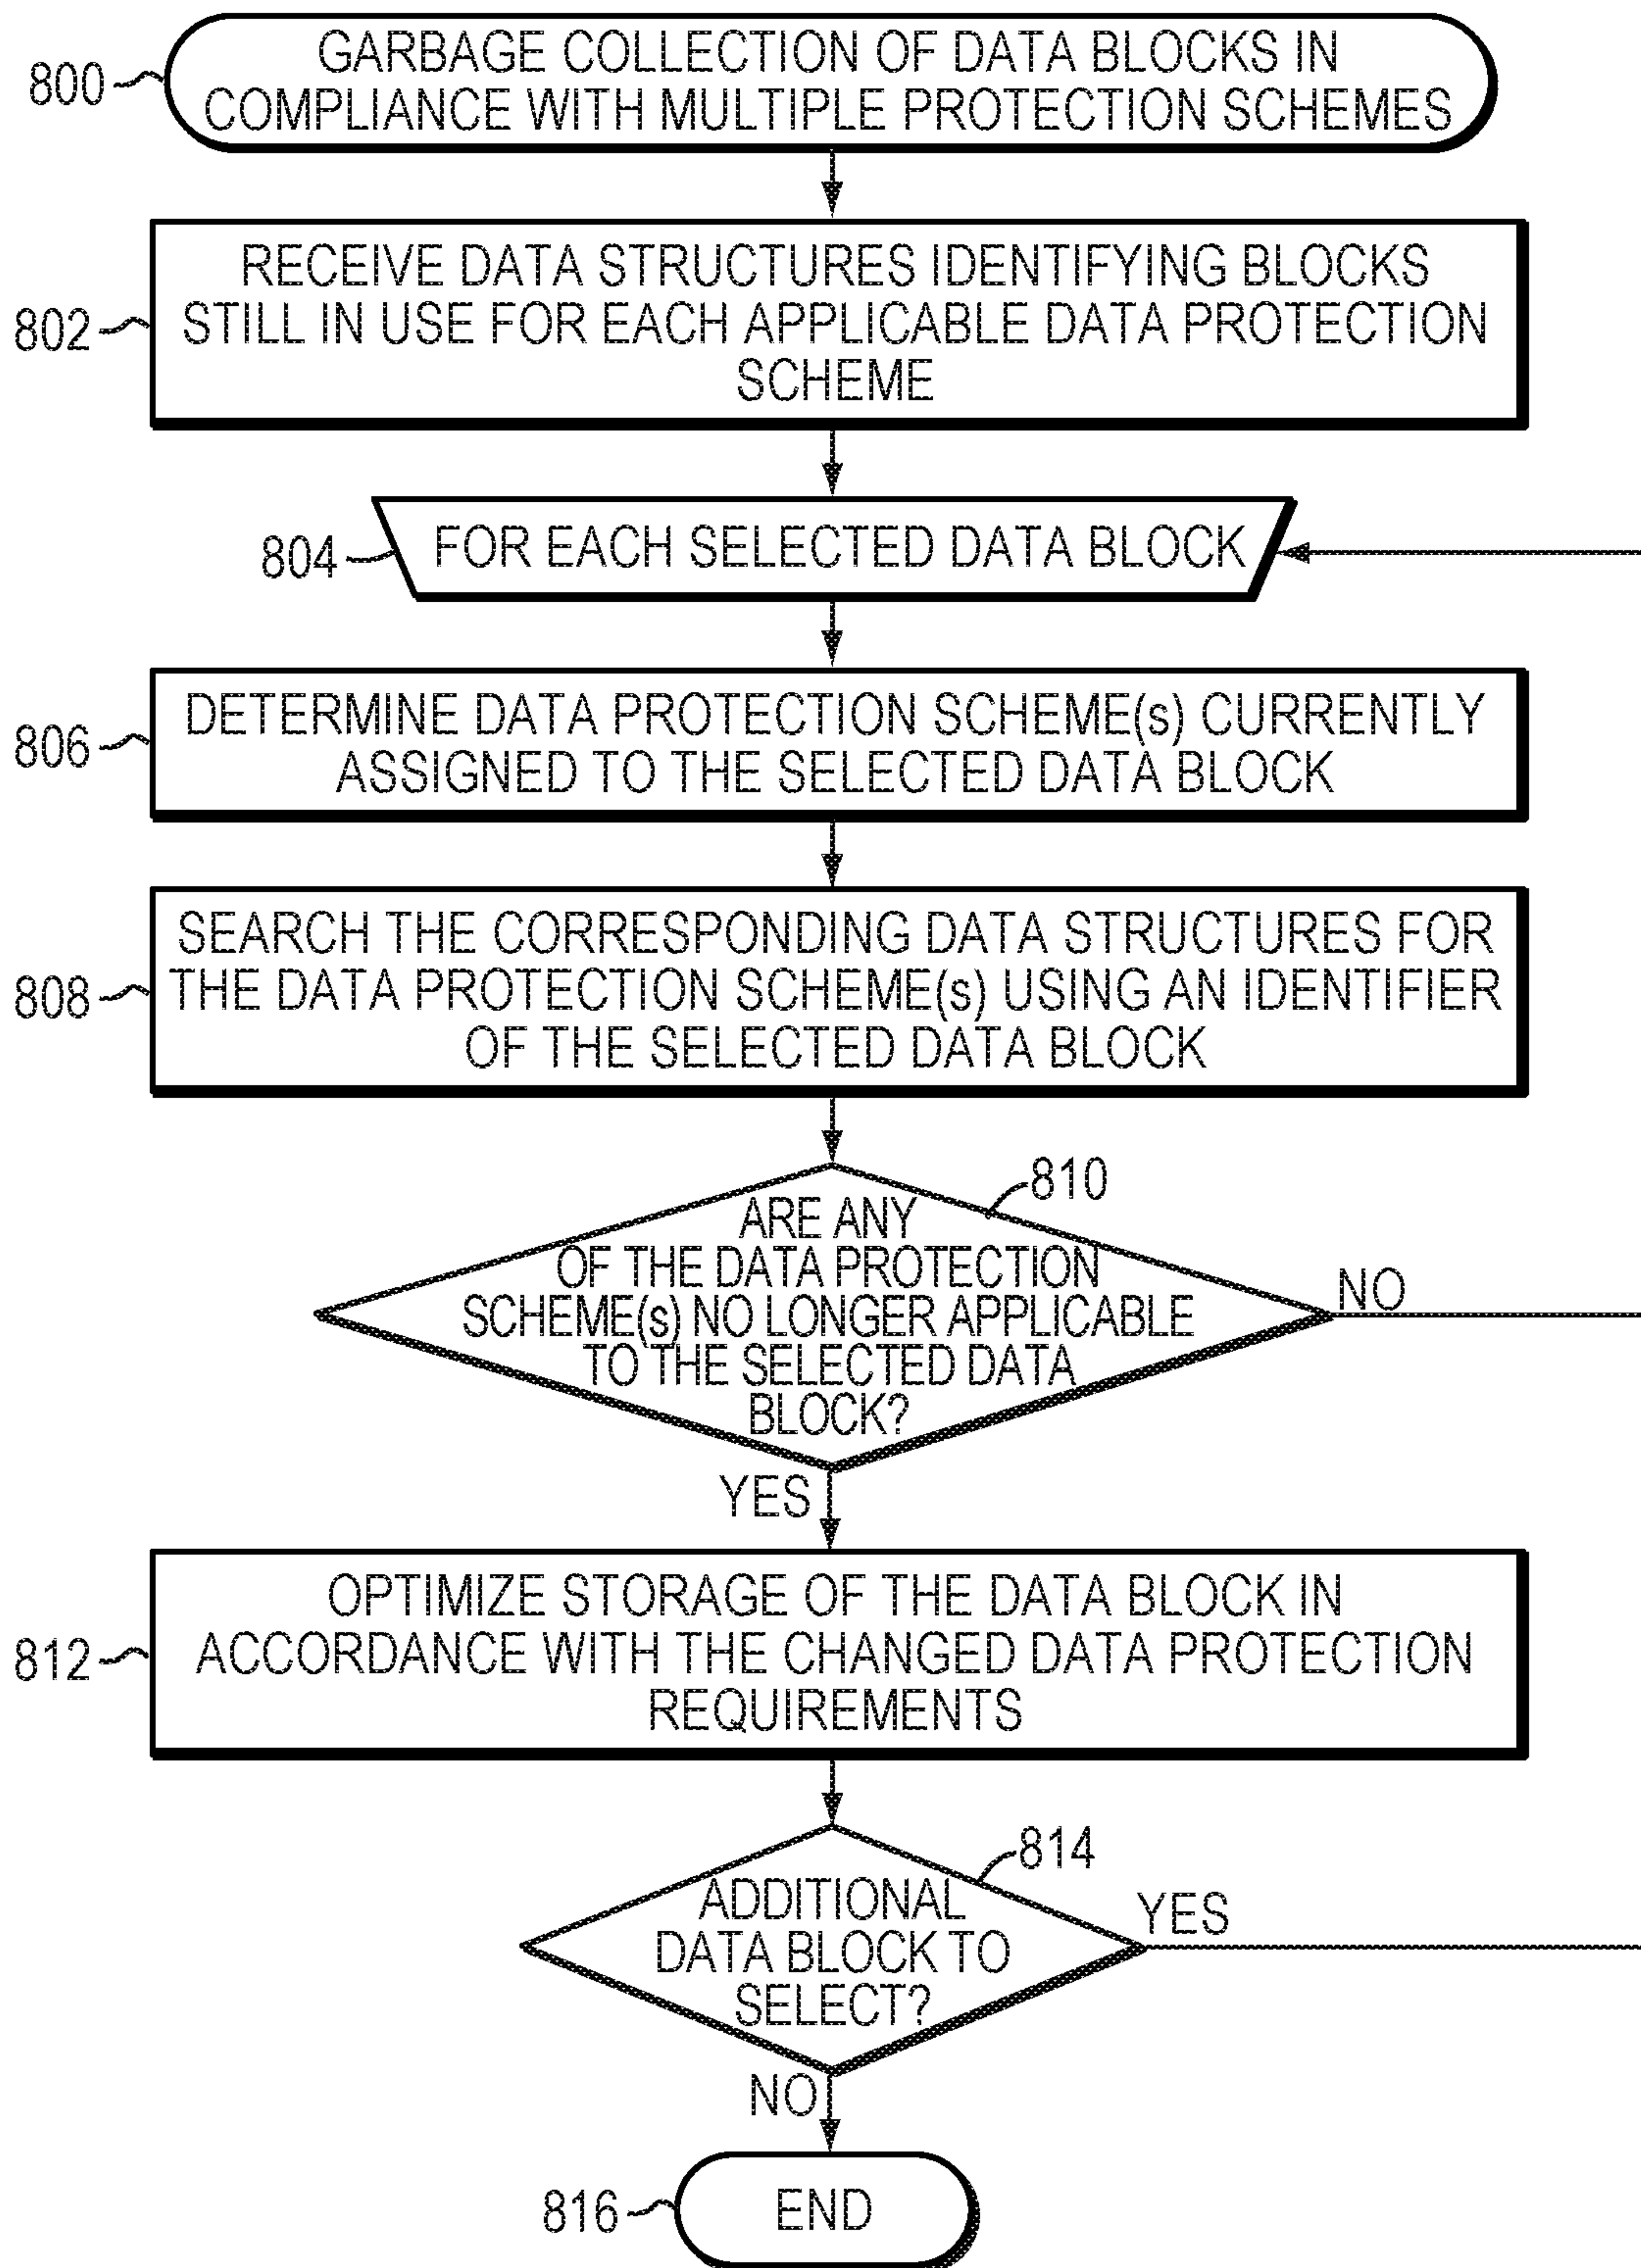 800
GARBAGE COLLECTION OF DATA BLOCKS IN
COMPLIANCE WITH MULTIPLE PROTECTION SCHEMES
802
RECEIVE DATA STRUCTURES IDENTIFYING BLOCKS
STILL IN USE FOR EACH APPLICABLE DATA PROTECTION
SCHEME
804
FOR EACH SELECTED DATA BLOCK
806
DETERMINE DATA PROTECTION SCHEME(s) CURRENTLY
ASSIGNED TO THE SELECTED DATA BLOCK
808
SEARCH THE CORRESPONDING DATA STRUCTURES FOR
THE DATA PROTECTION SCHEME(s) USING AN IDENTIFIER
OF THE SELECTED DATA BLOCK
810
ARE ANY
OF THE DATA PROTECTION
SCHEME(s) NO LONGER APPLICABLE
TO THE SELECTED DATA
BLOCK?
NO
YES
812
OPTIMIZE STORAGE OF THE DATA BLOCK IN
ACCORDANCE WITH THE CHANGED DATA PROTECTION
REQUIREMENTS
814
ADDITIONAL
DATA BLOCK TO
SELECT?
YES
NO
816
END